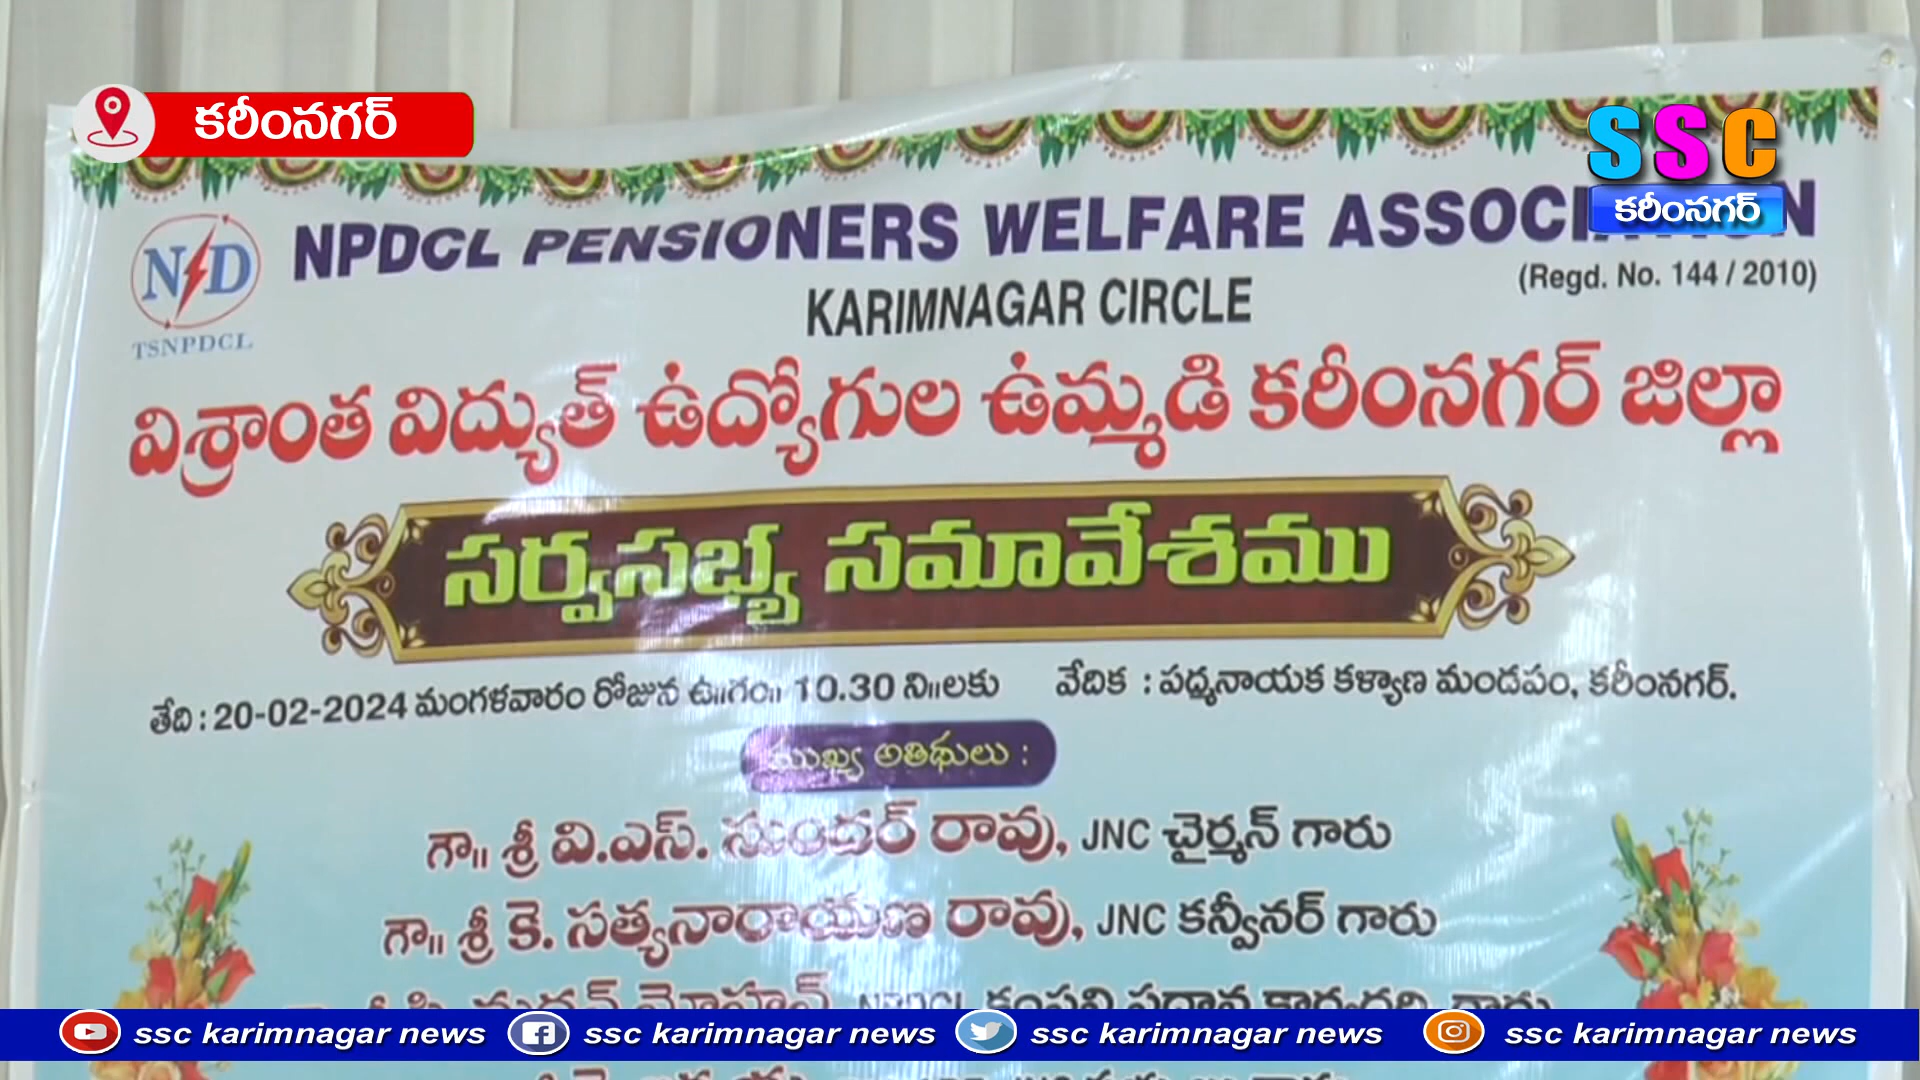 కరీంనగర్
SSC
కరీంనగర్
NPDCL PENSIONERS WELFARE
KARIMNAGAR CIRCLE
(Regd. No. 144 / 2010)
TSNPDCL
విశ్రాంత విద్యుత్ ఉద్యోగుల ఉమ్మడి కరీంనగర్ జిల్లా
సర్వసభ్య సమావేశము
తేది : 20-02-2024 మంగళవారం రోజున ఉ॥గం॥ 10.30 ని॥లకు వేదిక : పద్మనాయక కళ్యాణ మండపం, కరీంనగర్.
ముఖ్య అతిథులు :
గౌ॥ శ్రీ వి.ఎస్. సుందర్ రావు, JNC చైర్మన్ గారు
గౌ॥ శ్రీ కె. సత్యనారాయణ రావు, JNC కన్వీనర్ గారు
ssc karimnagar news ssc karimnagar news ssc karimnagar news ssc karimnagar news